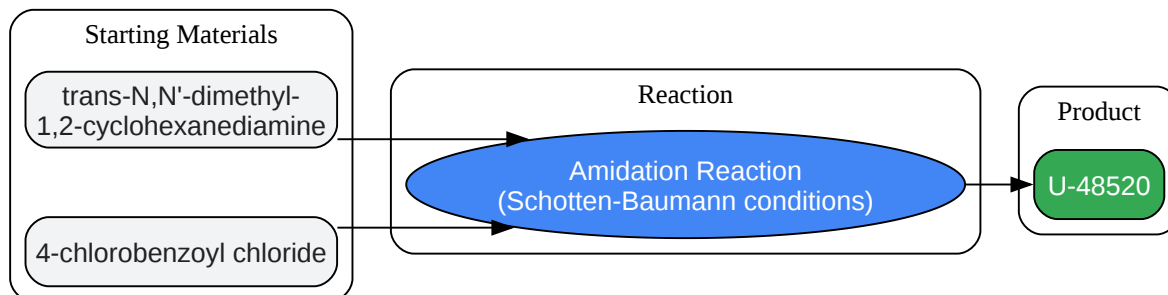 Starting Materials
trans-N,N'-dimethyl-
1,2-cyclohexanediamine
4-chlorobenzoyl chloride
Reaction
Amidation Reaction
(Schotten-Baumann conditions)
Product
U-48520